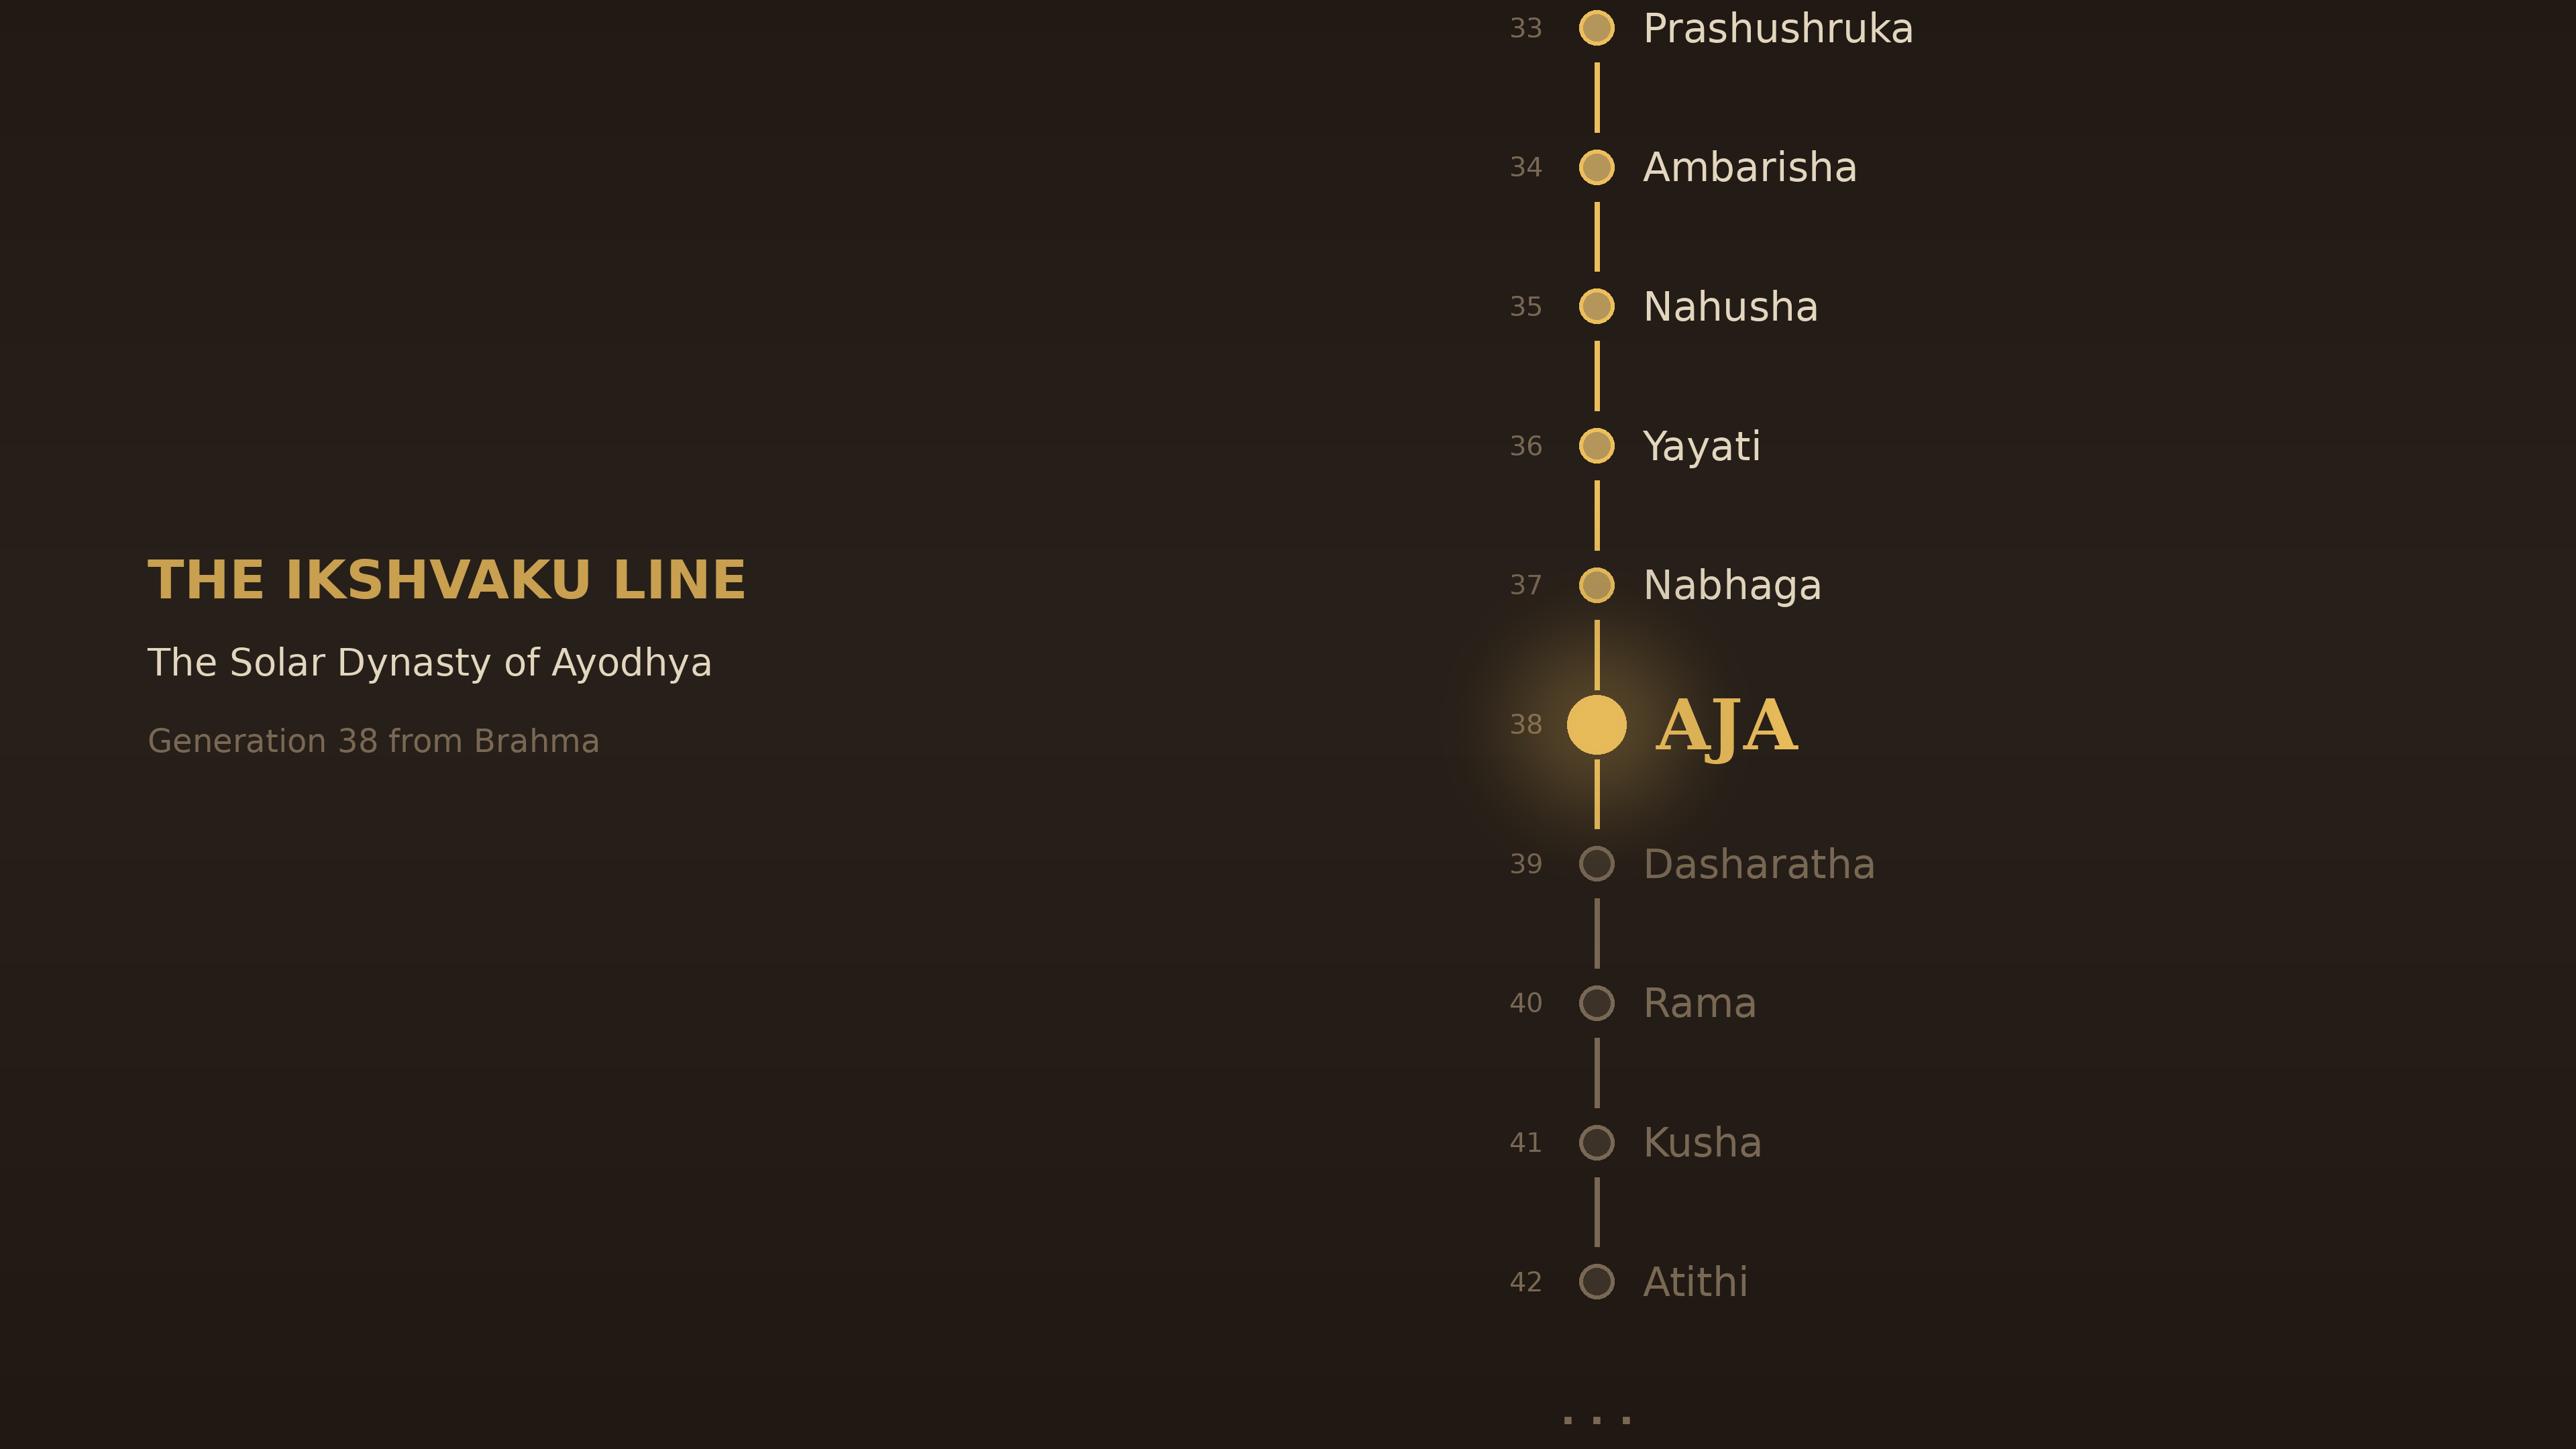 THE IKSHVAKU LINE
The Solar Dynasty of Ayodhya
Generation 38 from Brahma
33 Prashushruka
34 Ambarisha
35 Nahusha
36 Yayati
37 Nabhaga
38 AJA
39 Dasharatha
40 Rama
41 Kusha
42 Atithi
...